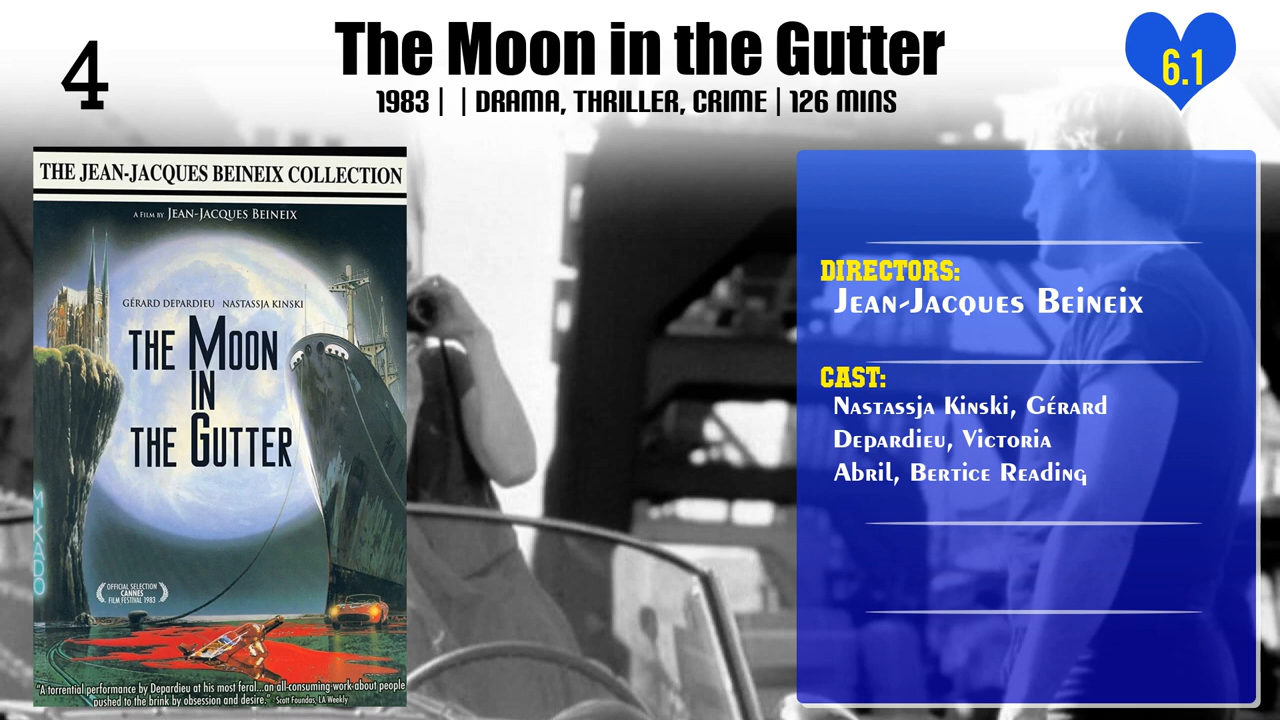 4
The Moon in the Gutter
6.1
1983 | | DRAMA, THRILLER, CRIME | 126 MINS
THE JEAN-JACQUES BEINEIX COLLECTION
A FILM BY JEAN-JACQUES BEINEIX
GÉRARD DEPARDIEU NASTASSJA KINSKI
THE MOON
IN
THE GUTTER
MIKADO
OFFICIAL SELECTION
CANNES
FILM FESTIVAL 1983
"A torrential performance by Depardieu at his most feral...an all-consuming work about people
pushed to the brink by obsession and desire." - Scott Foundas, LA Weekly
DIRECTORS:
Jean-Jacques Beineix
CAST:
Nastassja Kinski, Gérard
Depardieu, Victoria
Abril, Bertice Reading